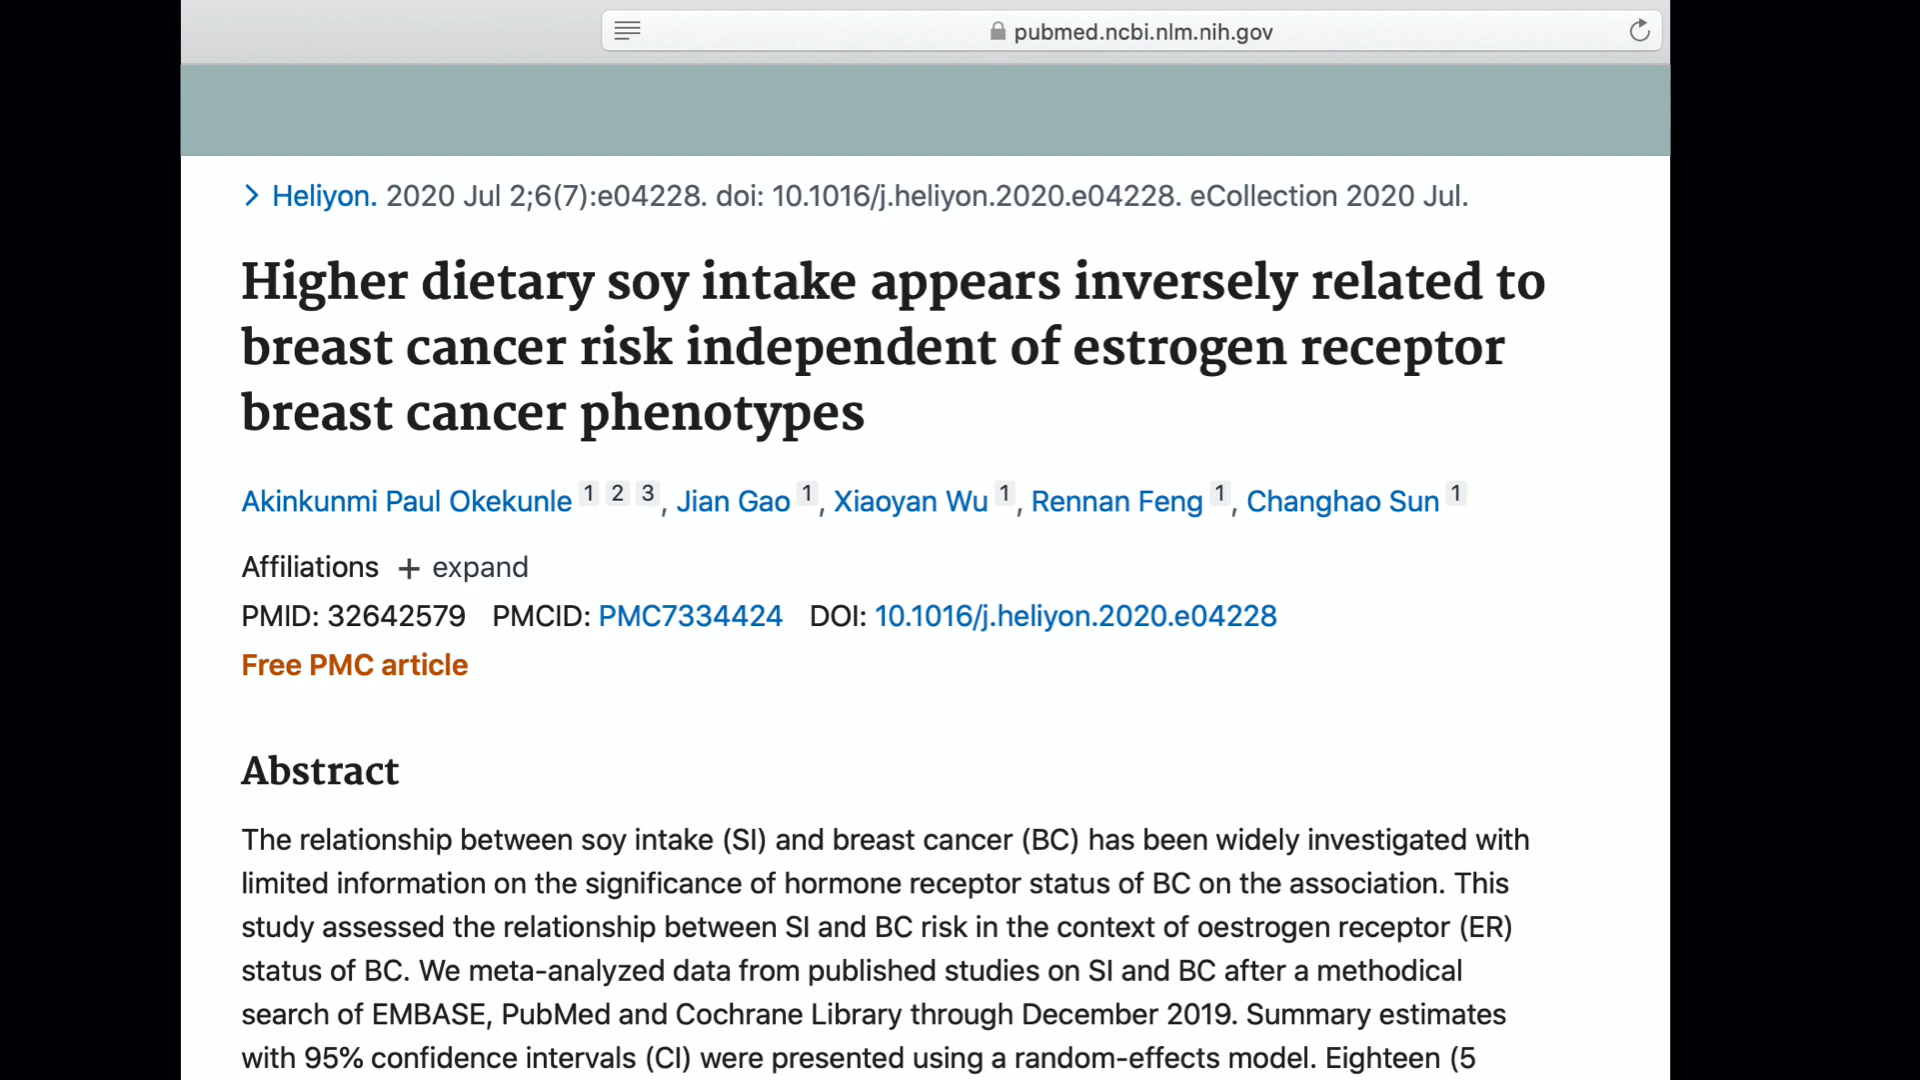 pubmed.ncbi.nlm.nih.gov
Heliyon. 2020 Jul 2;6(7):e04228. doi: 10.1016/j.heliyon.2020.e04228. eCollection 2020 Jul.
Higher dietary soy intake appears inversely related to
breast cancer risk independent of estrogen receptor
breast cancer phenotypes
Akinkunmi Paul Okekunle 1 2 3, Jian Gao 1, Xiaoyan Wu 1, Rennan Feng 1, Changhao Sun 1
Affiliations + expand
PMID: 32642579 PMCID: PMC7334424 DOI: 10.1016/j.heliyon.2020.e04228
Free PMC article
Abstract
The relationship between soy intake (SI) and breast cancer (BC) has been widely investigated with
limited information on the significance of hormone receptor status of BC on the association. This
study assessed the relationship between SI and BC risk in the context of oestrogen receptor (ER)
status of BC. We meta-analyzed data from published studies on SI and BC after a methodical
search of EMBASE, PubMed and Cochrane Library through December 2019. Summary estimates
with 95% confidence intervals (CI) were presented using a random-effects model. Eighteen (5